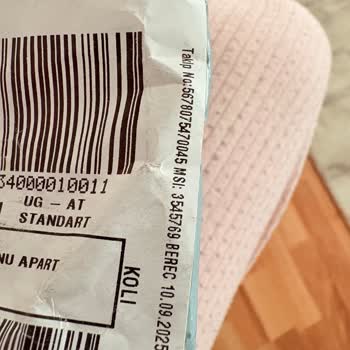 34000010011
UG - AT
STANDART
NU APART
KOLI
Takip No:5678075470045 MSI: 3545769 BEREC 10.09.2025